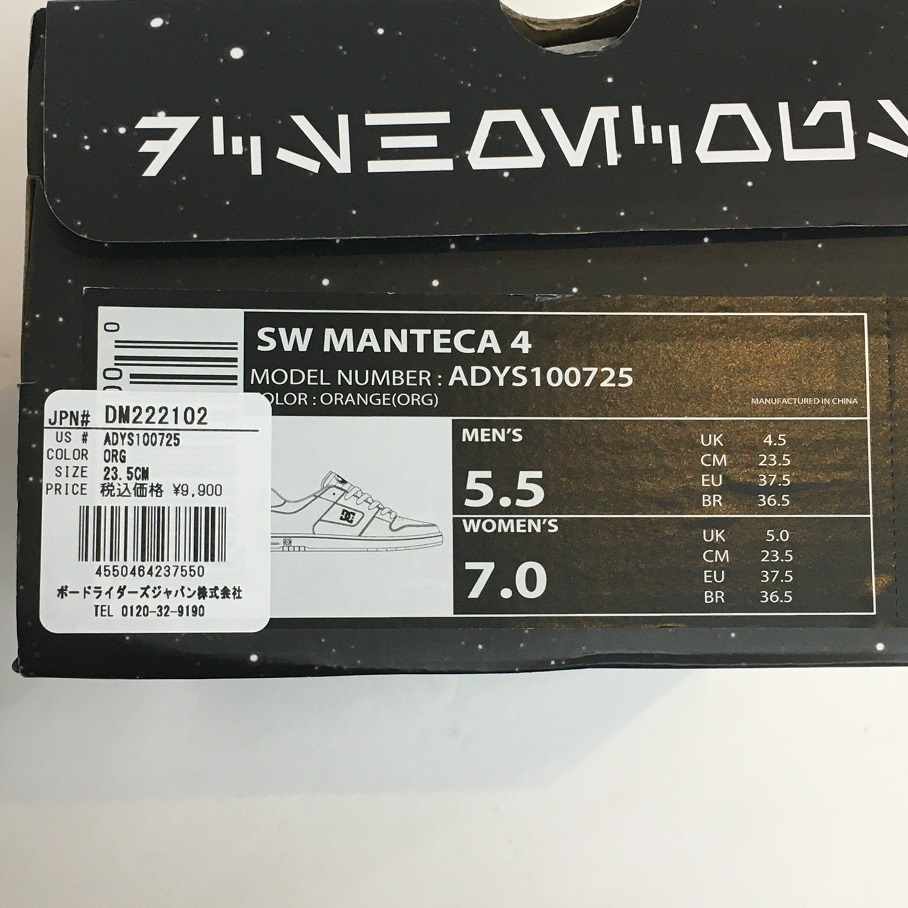 SW MANTECA 4
MODEL NUMBER : ADYS100725
COLOR : ORANGE(ORG)
MANUFACTURED IN CHINA
MEN'S
5.5
UK 4.5
CM 23.5
EU 37.5
BR 36.5
WOMEN'S
7.0
UK 5.0
CM 23.5
EU 37.5
BR 36.5
JPN# DM222102
US # ADYS100725
COLOR ORG
SIZE 23.5CM
PRICE 税込価格 ¥9,900
4550464237550
ボードライダーズジャパン株式会社
TEL 0120-32-9190